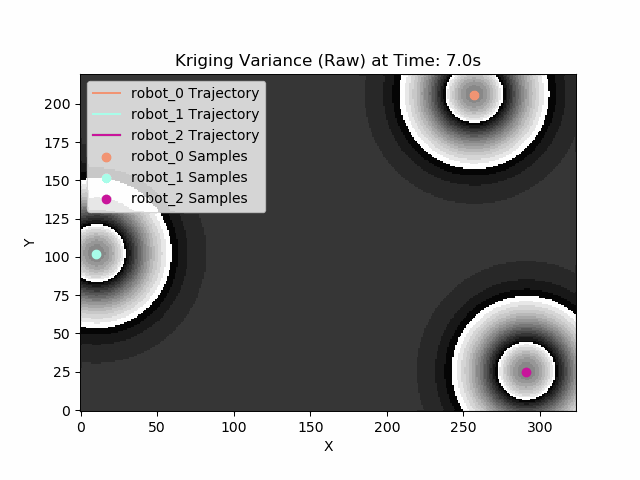 Kriging Variance (Raw) at Time: 7.0s
robot_0 Trajectory
robot_1 Trajectory
robot_2 Trajectory
robot_0 Samples
robot_1 Samples
robot_2 Samples
200
175
150
125
100
75
50
25
0
Y
0 50 100 150 200 250 300
X